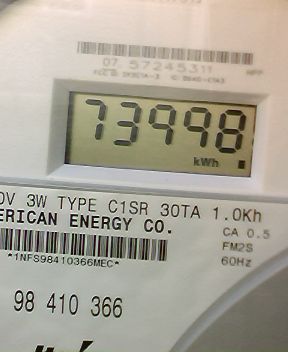 07 57245311
73998
kWh
0V 3W TYPE C1SR 30TA 1.0Kh
ERICAN ENERGY CO.
CA 0.5
FM2S
*1NFS98410366MEC*
60Hz
98 410 366